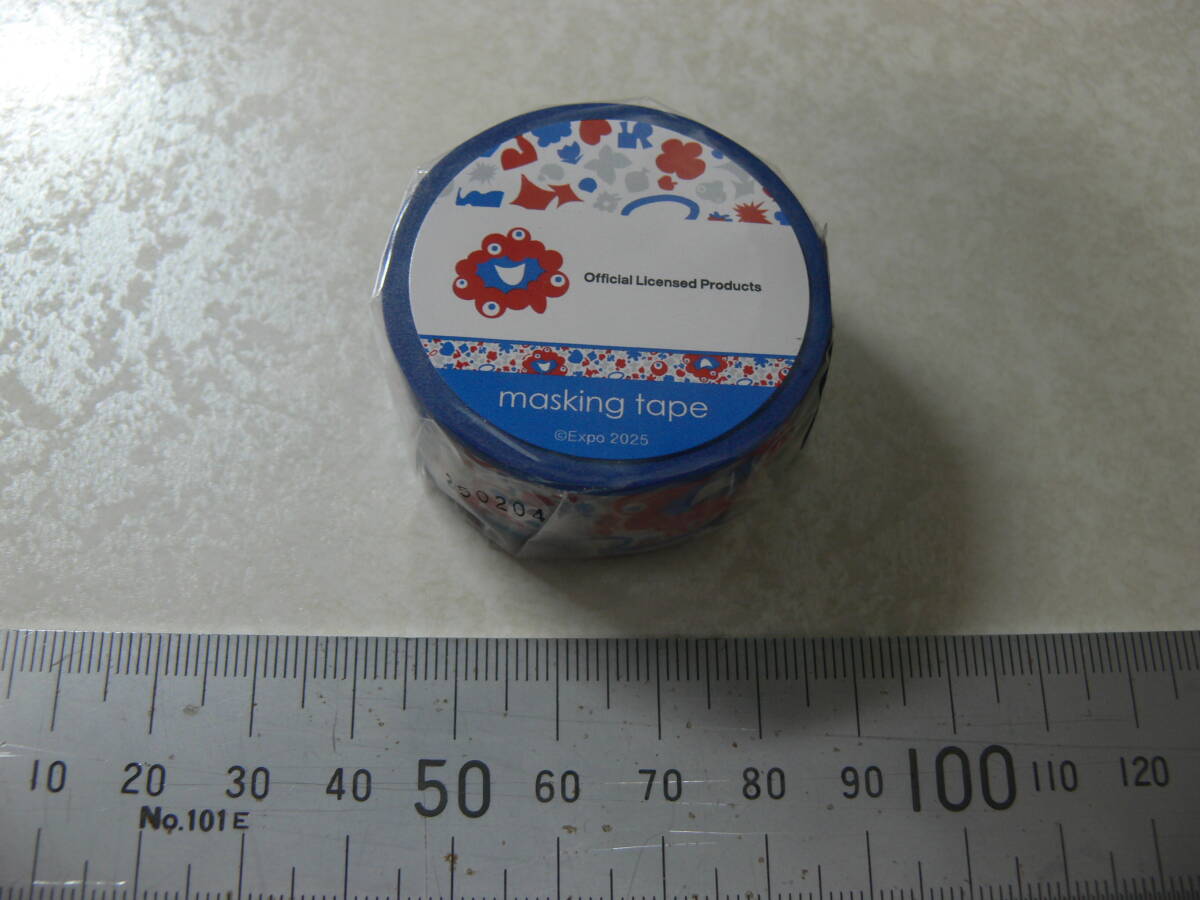 Official Licensed Products
masking tape
©Expo 2025
250204
10 20 30 40 50 60 70 80 90 100 110 120
No.101E